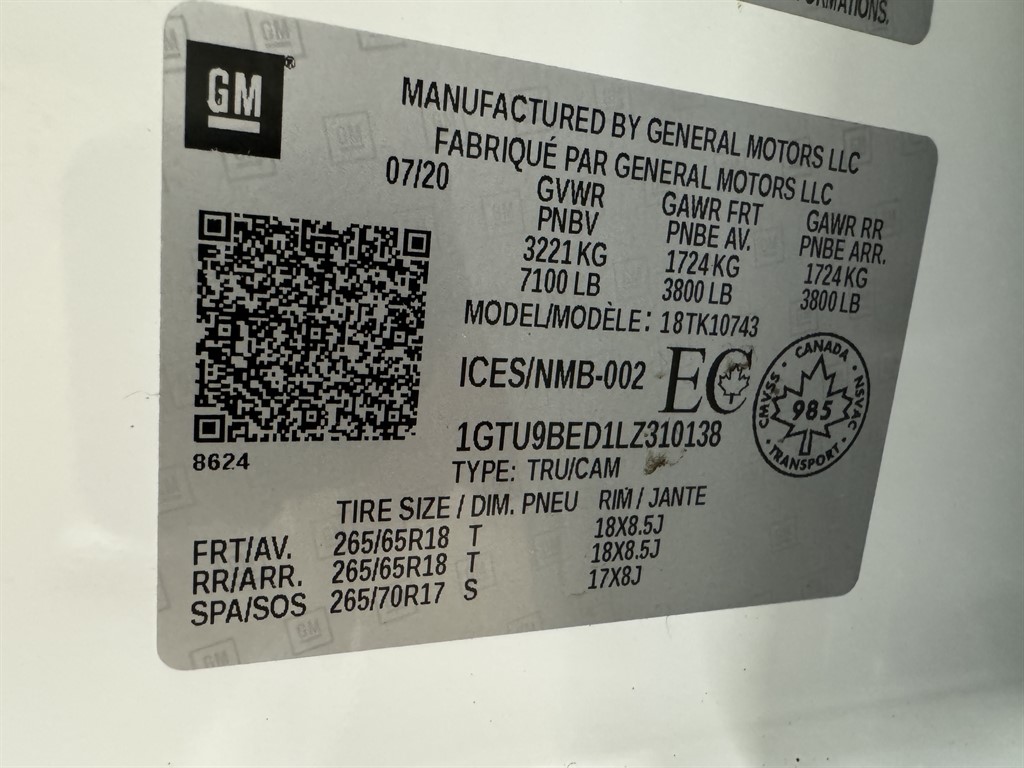 RMATIONS.
GM®
MANUFACTURED BY GENERAL MOTORS LLC
FABRIQUÉ PAR GENERAL MOTORS LLC
07/20
GVWR GAWR FRT GAWR RR
PNBV PNBE AV. PNBE ARR.
3221 KG 1724 KG 1724 KG
7100 LB 3800 LB 3800 LB
MODEL/MODÈLE: 18TK10743
ICES/NMB-002 EC
CANADA
CMVSS NSVAC
985
TRANSPORT
1GTU9BED1LZ310138
8624
TYPE: TRU/CAM
TIRE SIZE / DIM. PNEU RIM / JANTE
FRT/AV. 265/65R18 T 18X8.5J
RR/ARR. 265/65R18 T 18X8.5J
SPA/SOS 265/70R17 S 17X8J